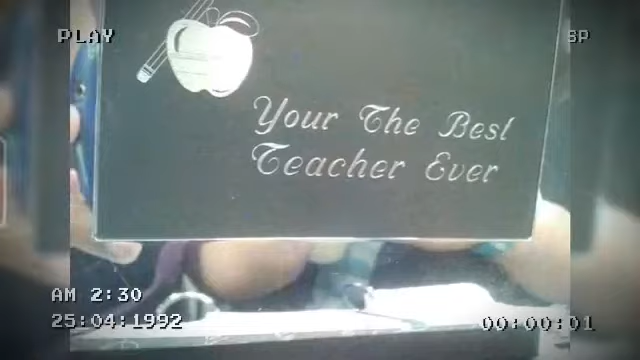 PLAY
SP
Your The Best
Teacher Ever
AM 2:30
25:04:1992
00:00:01